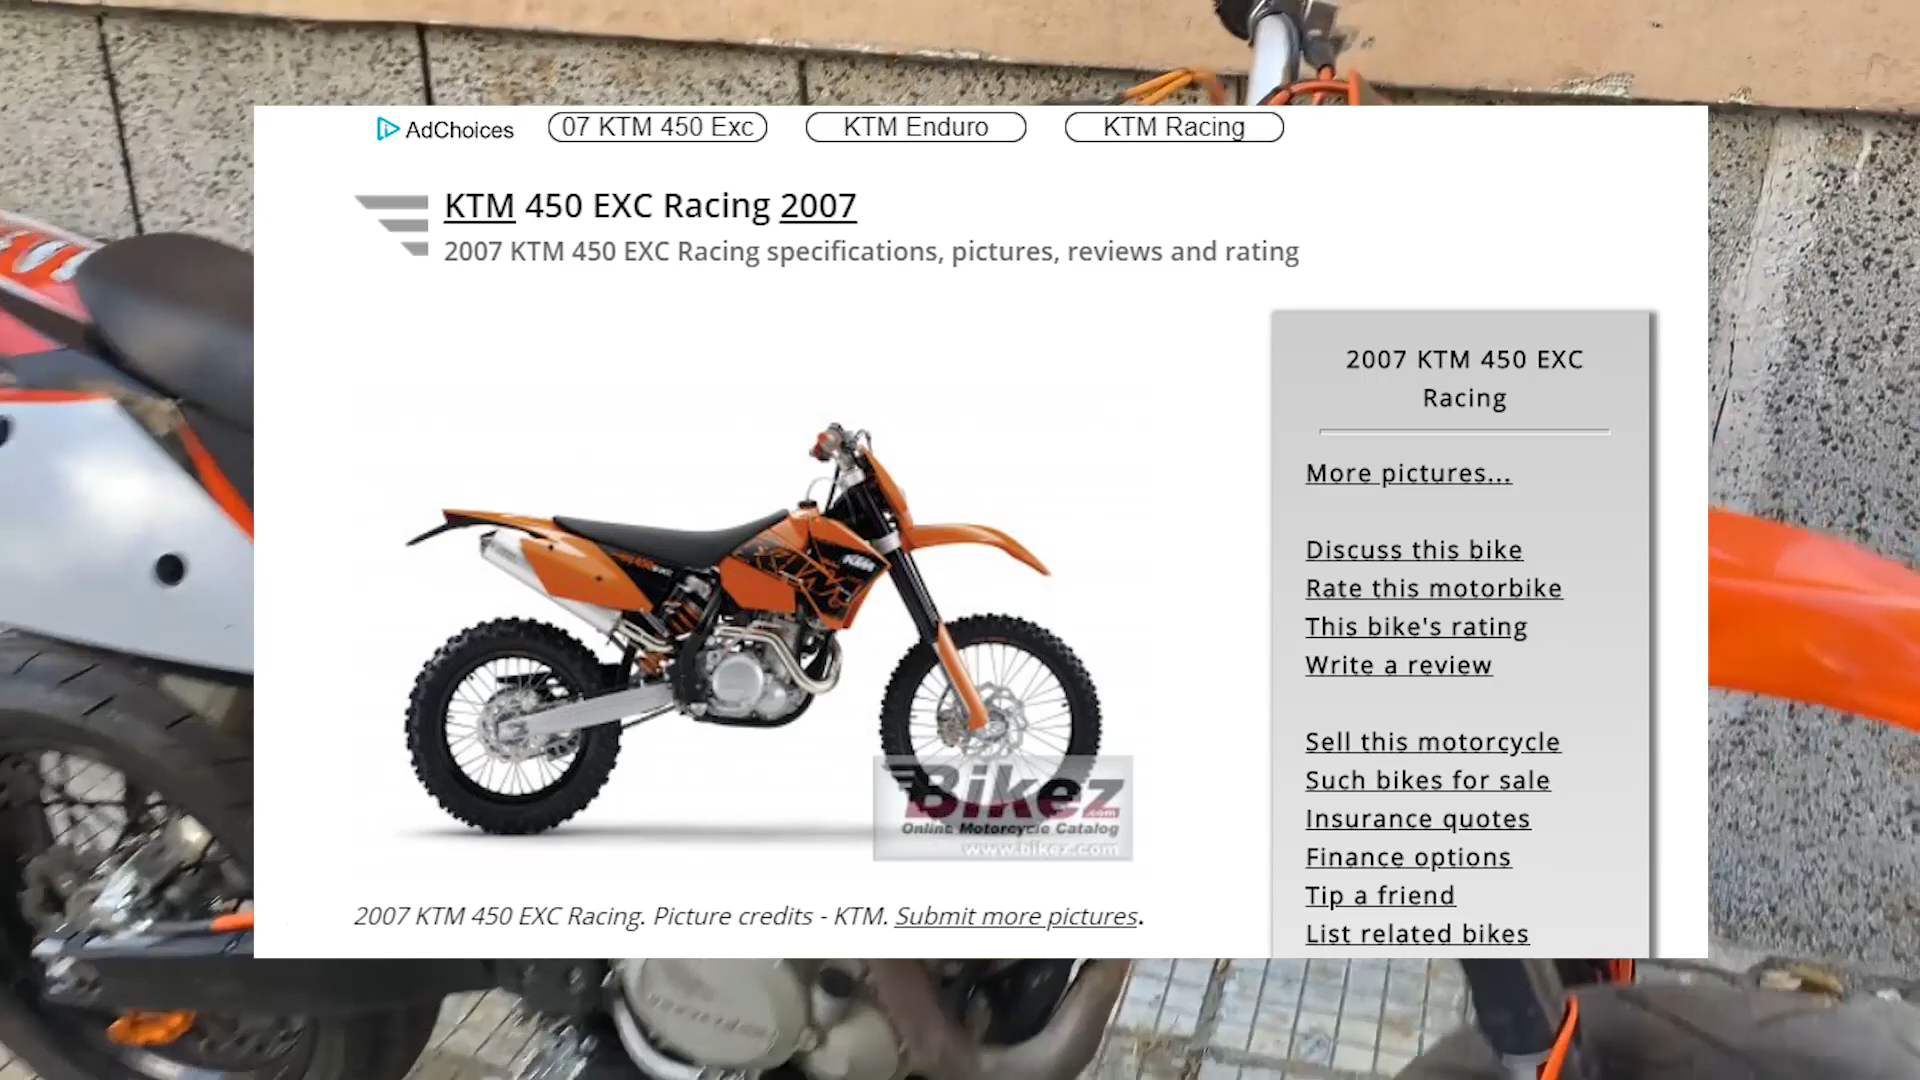 AdChoices
07 KTM 450 Exc
KTM Enduro
KTM Racing
KTM 450 EXC Racing 2007
2007 KTM 450 EXC Racing specifications, pictures, reviews and rating
2007 KTM 450 EXC
Racing
More pictures...
Discuss this bike
Rate this motorbike
This bike's rating
Write a review
Sell this motorcycle
Such bikes for sale
Insurance quotes
Finance options
Tip a friend
List related bikes
KTM
Bikez
.com
Online Motorcycle Catalog
www.bikez.com
2007 KTM 450 EXC Racing. Picture credits - KTM. Submit more pictures.